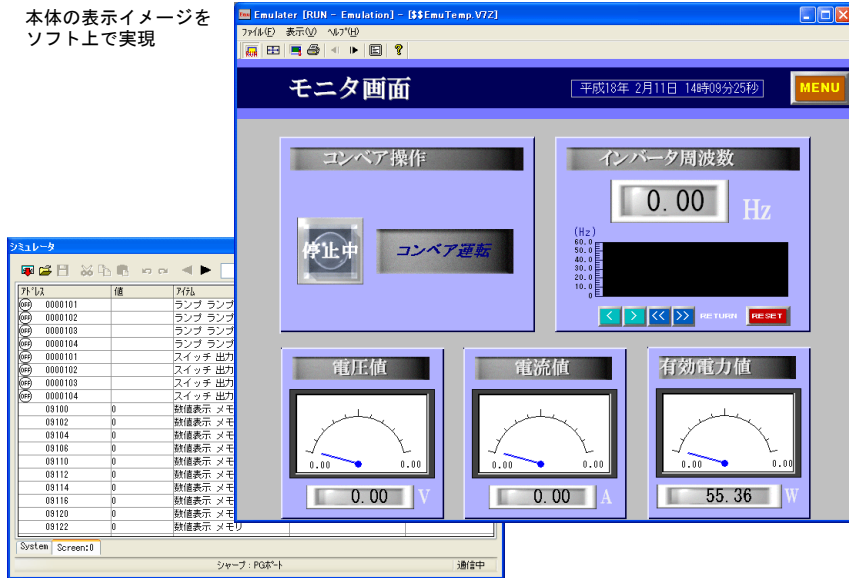 本体の表示イメージを
ソフト上で実現
Emulater [RUN - Emulation] - [$$EmuTemp.V7Z]
ファイル(F) 表示(V) ヘルプ(H)
モニタ画面
平成18年 2月11日 14時09分25秒
MENU
コンベア操作
停止中
コンベア運転
インバータ周波数
0.00
Hz
(Hz)
60.0
50.0
40.0
30.0
20.0
10.0
0
< > << >> RETURN RESET
電圧値
0.00 0.00
0.00 V
電流値
0.00 0.00
0.00 A
有効電力値
0.00 0.00
55.36 W
シミュレータ
アドレス 値 アイテム
OFF 0000101 ランプ ランプ
OFF 0000102 ランプ ランプ
OFF 0000103 ランプ ランプ
OFF 0000104 ランプ ランプ
OFF 0000101 スイッチ 出力
OFF 0000102 スイッチ 出力
OFF 0000103 スイッチ 出力
OFF 0000104 スイッチ 出力
09100 0 数値表示 メモ
09102 0 数値表示 メモ
09104 0 数値表示 メモ
09106 0 数値表示 メモ
09110 0 数値表示 メモ
09112 0 数値表示 メモ
09114 0 数値表示 メモ
09116 0 数値表示 メモ
09120 0 数値表示 メモ
09122 0 数値表示 メモリ
System Screen:0
シャープ : PGポート 通信中